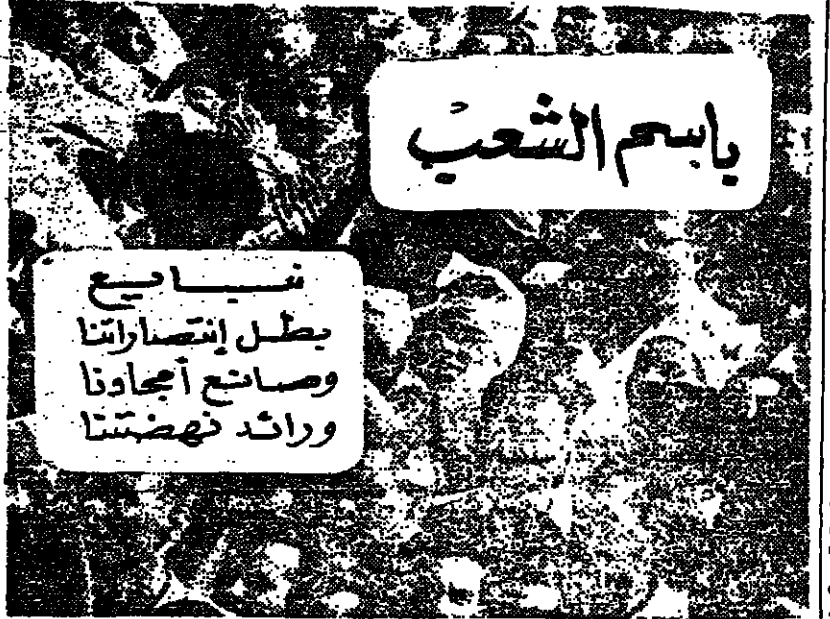 باسم الشعب
نبايع
بطل إنتصاراتنا
وصانع أمجادنا
ورائد نهضتنا